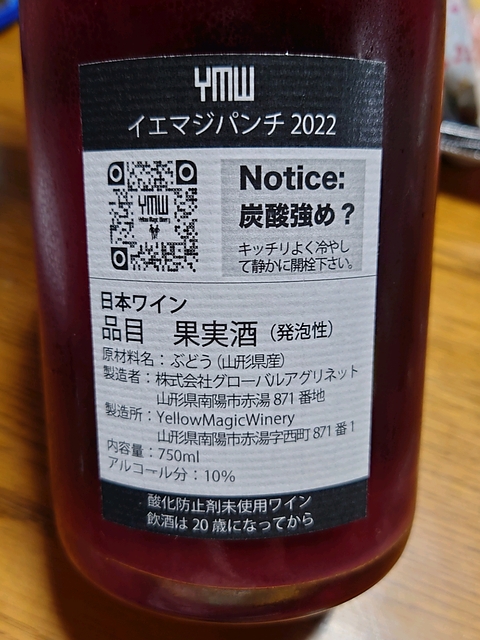 YMW
イエマジパンチ 2022
YMW
Yellow Magic Winery
Notice:
炭酸強め？
キッチリよく冷やし
て静かに開栓下さい。
日本ワイン
品目 果実酒（発泡性）
原材料名：ぶどう（山形県産）
製造者：株式会社グローバルアグリネット
山形県南陽市赤湯 871 番地
製造所：YellowMagicWinery
山形県南陽市赤湯字西町 871 番 1
内容量：750ml
アルコール分：10%
酸化防止剤未使用ワイン
飲酒は 20 歳になってから